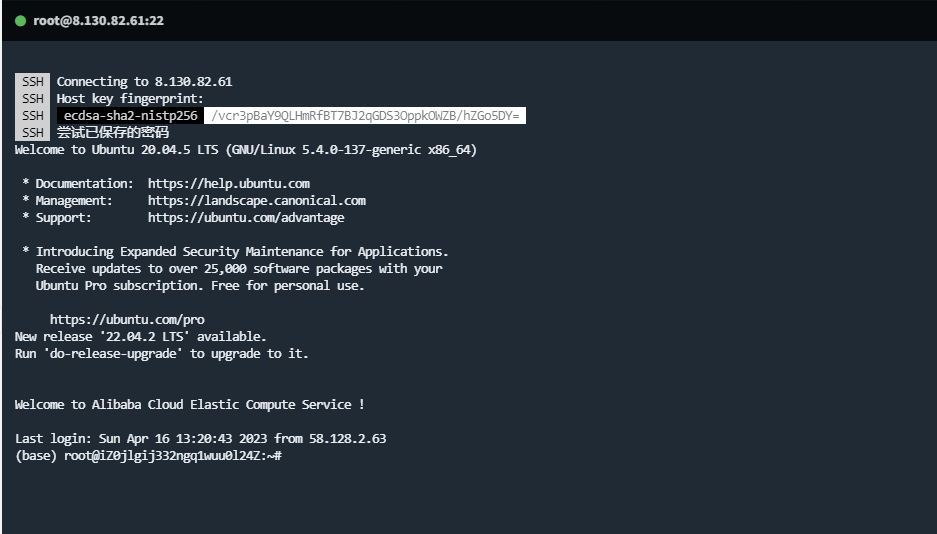 root@8.130.82.61:22
SSH Connecting to 8.130.82.61
SSH Host key fingerprint:
SSH ecdsa-sha2-nistp256 /vcr3pBaY9QLHmRfBT7BJ2qGDS3OppkOWZB/hZGo5DY=
SSH 尝试已保存的密码
Welcome to Ubuntu 20.04.5 LTS (GNU/Linux 5.4.0-137-generic x86_64)
* Documentation: https://help.ubuntu.com
* Management: https://landscape.canonical.com
* Support: https://ubuntu.com/advantage
* Introducing Expanded Security Maintenance for Applications.
Receive updates to over 25,000 software packages with your
Ubuntu Pro subscription. Free for personal use.
https://ubuntu.com/pro
New release '22.04.2 LTS' available.
Run 'do-release-upgrade' to upgrade to it.
Welcome to Alibaba Cloud Elastic Compute Service !
Last login: Sun Apr 16 13:20:43 2023 from 58.128.2.63
(base) root@iZ0jlgij332ngq1wuu0l24Z:~#